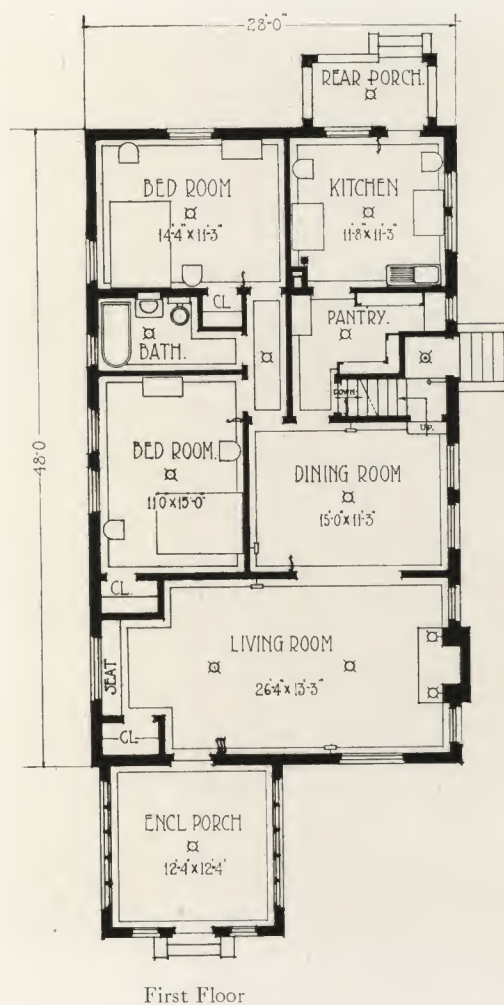 28'-0"
REAR PORCH.
BED ROOM
14'-4" x 11'-3"
KITCHEN
11'-8" x 11'-3"
CL
PANTRY.
BATH.
DOWN
UP
48'-0
BED ROOM.
11'0 x 15'-0"
DINING ROOM
15'-0" x 11'-3"
CL.
LIVING ROOM
26'-4" x 13'-3"
SEAT
CL.
ENCL PORCH
12'-4" x 12'-4"
First Floor